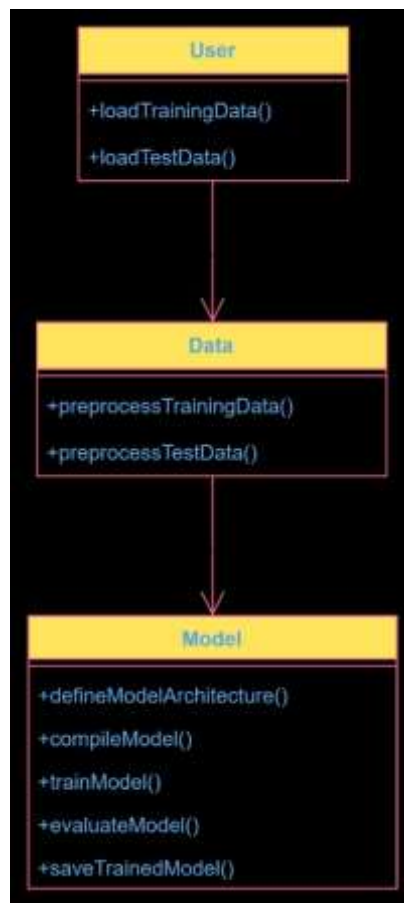 User
+loadTrainingData()
+loadTestData()
Data
+preprocessTrainingData()
+preprocessTestData()
Model
+defineModelArchitecture()
+compileModel()
+trainModel()
+evaluateModel()
+saveTrainedModel()